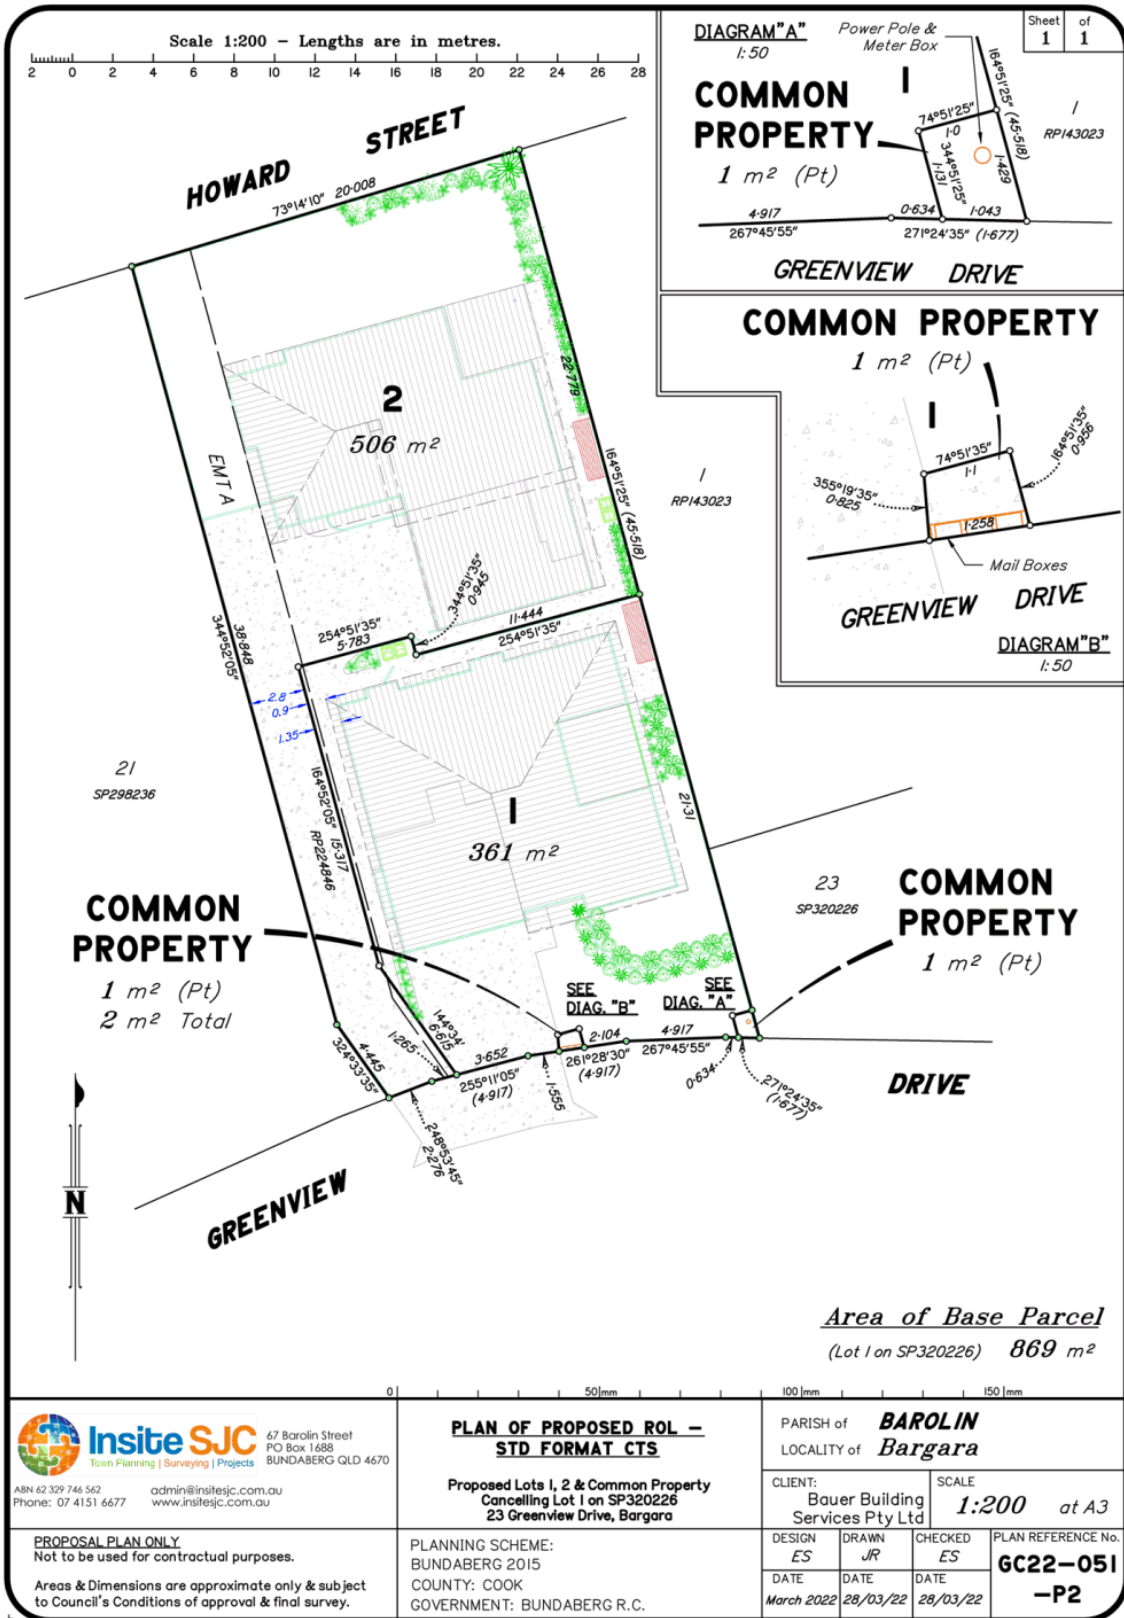 Scale 1:200 - Lengths are in metres.
2 0 2 4 6 8 10 12 14 16 18 20 22 24 26 28
Sheet of
1 1
DIAGRAM"A"
1:50
Power Pole &
Meter Box
COMMON
PROPERTY
1 m² (Pt)
1
74°51'25"
1·0
344°51'25"
1·131
1·429
164°51'25" (45·518)
1
RP143023
4·917
267°45'55"
0·634
1·043
271°24'35" (1·677)
GREENVIEW DRIVE
COMMON PROPERTY
1 m² (Pt)
1
74°51'35"
1·1
164°51'35"
0·956
355°19'35"
0·825
1·258
Mail Boxes
GREENVIEW DRIVE
DIAGRAM"B"
1:50
HOWARD STREET
73°14'10" 20·008
2
506 m²
EMT A
22·779
164°51'25" (45·518)
1
RP143023
344°51'35"
0·945
254°51'35"
5·783
11·444
254°51'35"
38·848
344°52'05"
2.8
0.9
1.35
164°52'05" 15·317
RP224846
21
SP298236
1
361 m²
21·31
23
SP320226
COMMON
PROPERTY
1 m² (Pt)
2 m² Total
COMMON
PROPERTY
1 m² (Pt)
SEE
DIAG. "B"
SEE
DIAG. "A"
144°34'
6·615
1·265
4·445
324°33'35"
3·652
255°11'05"
(4·917)
1·555
2·104
261°28'30"
(4·917)
4·917
267°45'55"
0·634
271°24'35"
(1·677)
248°53'45"
2·276
GREENVIEW DRIVE
N
Area of Base Parcel
(Lot 1 on SP320226) 869 m²
0 50 mm 100 mm 150 mm
Insite SJC
Town Planning | Surveying | Projects
67 Barolin Street
PO Box 1688
BUNDABERG QLD 4670
ABN 62 329 746 562
Phone: 07 4151 6677
admin@insitesjc.com.au
www.insitesjc.com.au
PROPOSAL PLAN ONLY
Not to be used for contractual purposes.
Areas & Dimensions are approximate only & subject
to Council's Conditions of approval & final survey.
PLAN OF PROPOSED ROL -
STD FORMAT CTS
Proposed Lots 1, 2 & Common Property
Cancelling Lot 1 on SP320226
23 Greenview Drive, Bargara
PLANNING SCHEME:
BUNDABERG 2015
COUNTY: COOK
GOVERNMENT: BUNDABERG R.C.
PARISH of BAROLIN
LOCALITY of Bargara
CLIENT:
Bauer Building
Services Pty Ltd
SCALE
1:200 at A3
DESIGN
ES
DRAWN
JR
CHECKED
ES
DATE
March 2022
DATE
28/03/22
DATE
28/03/22
PLAN REFERENCE No.
GC22-051
-P2